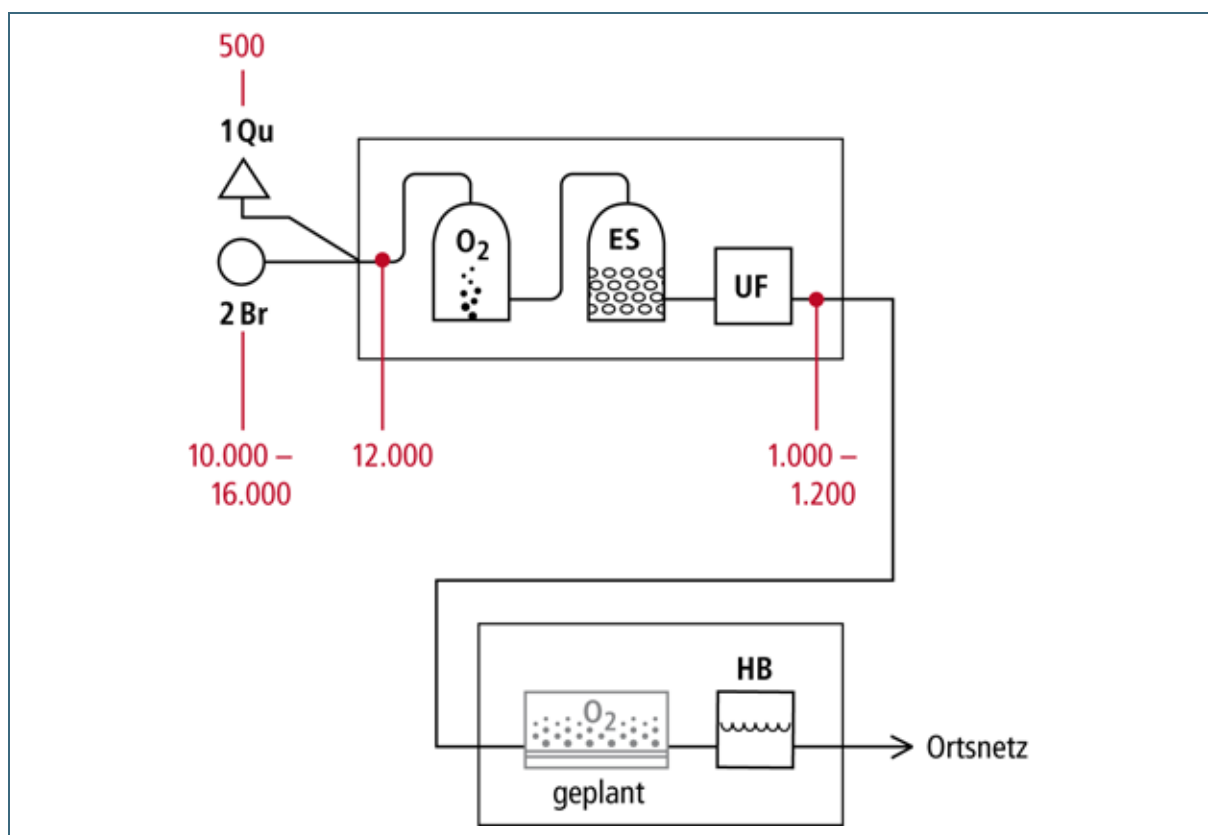 500
1 Qu
O2
ES
UF
2 Br
10.000 –
16.000
12.000
1.000 –
1.200
HB
O2
Ortsnetz
geplant